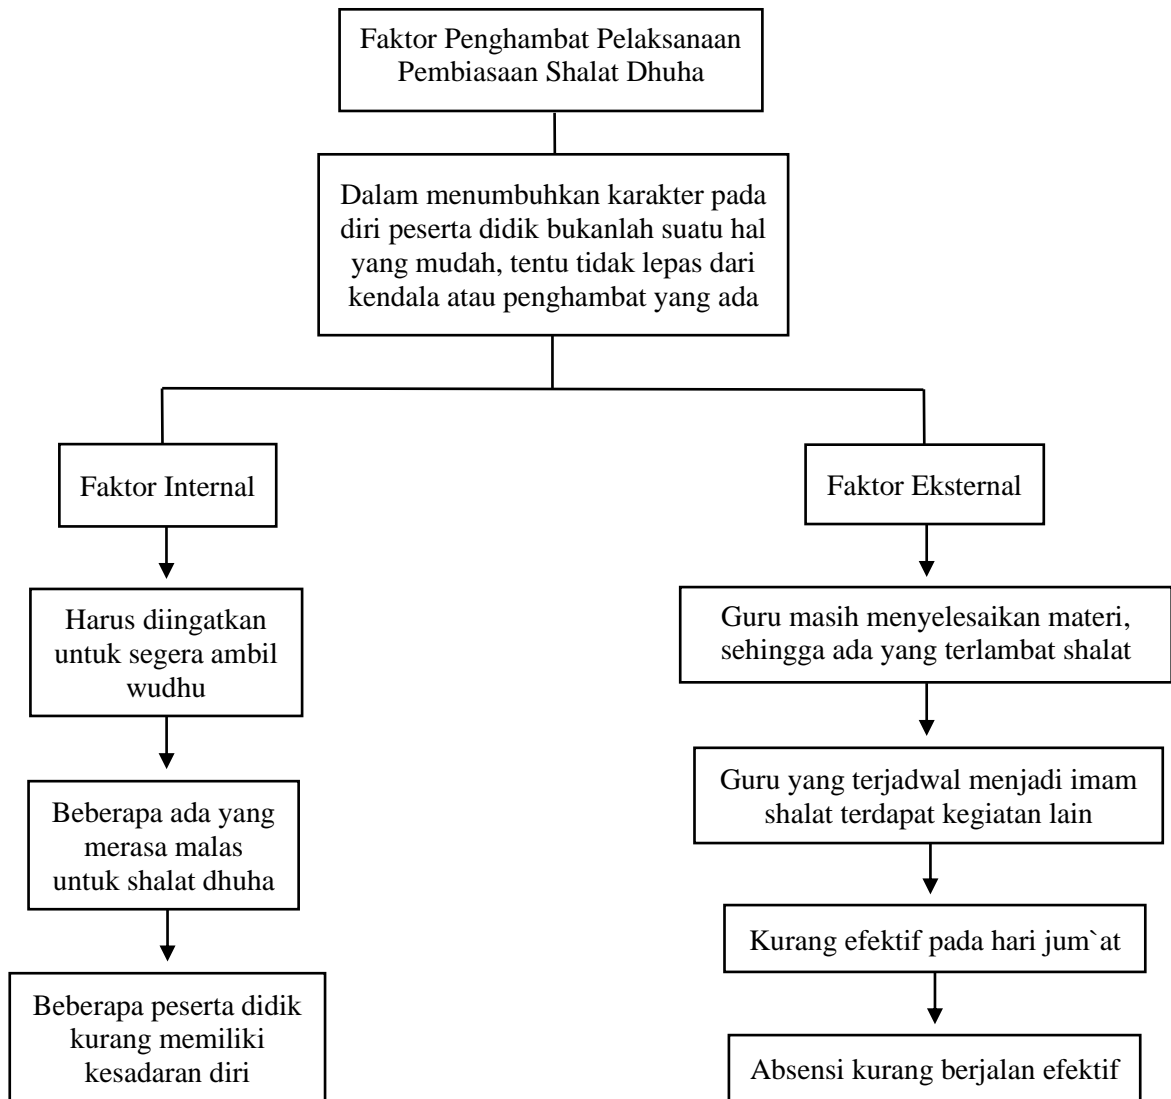 Faktor Penghambat Pelaksanaan
Pembiasaan Shalat Dhuha
Dalam menumbuhkan karakter pada
diri peserta didik bukanlah suatu hal
yang mudah, tentu tidak lepas dari
kendala atau penghambat yang ada
Faktor Internal
Harus diingatkan
untuk segera ambil
wudhu
Beberapa ada yang
merasa malas
untuk shalat dhuha
Beberapa peserta didik
kurang memiliki
kesadaran diri
Faktor Eksternal
Guru masih menyelesaikan materi,
sehingga ada yang terlambat shalat
Guru yang terjadwal menjadi imam
shalat terdapat kegiatan lain
Kurang efektif pada hari jum`at
Absensi kurang berjalan efektif